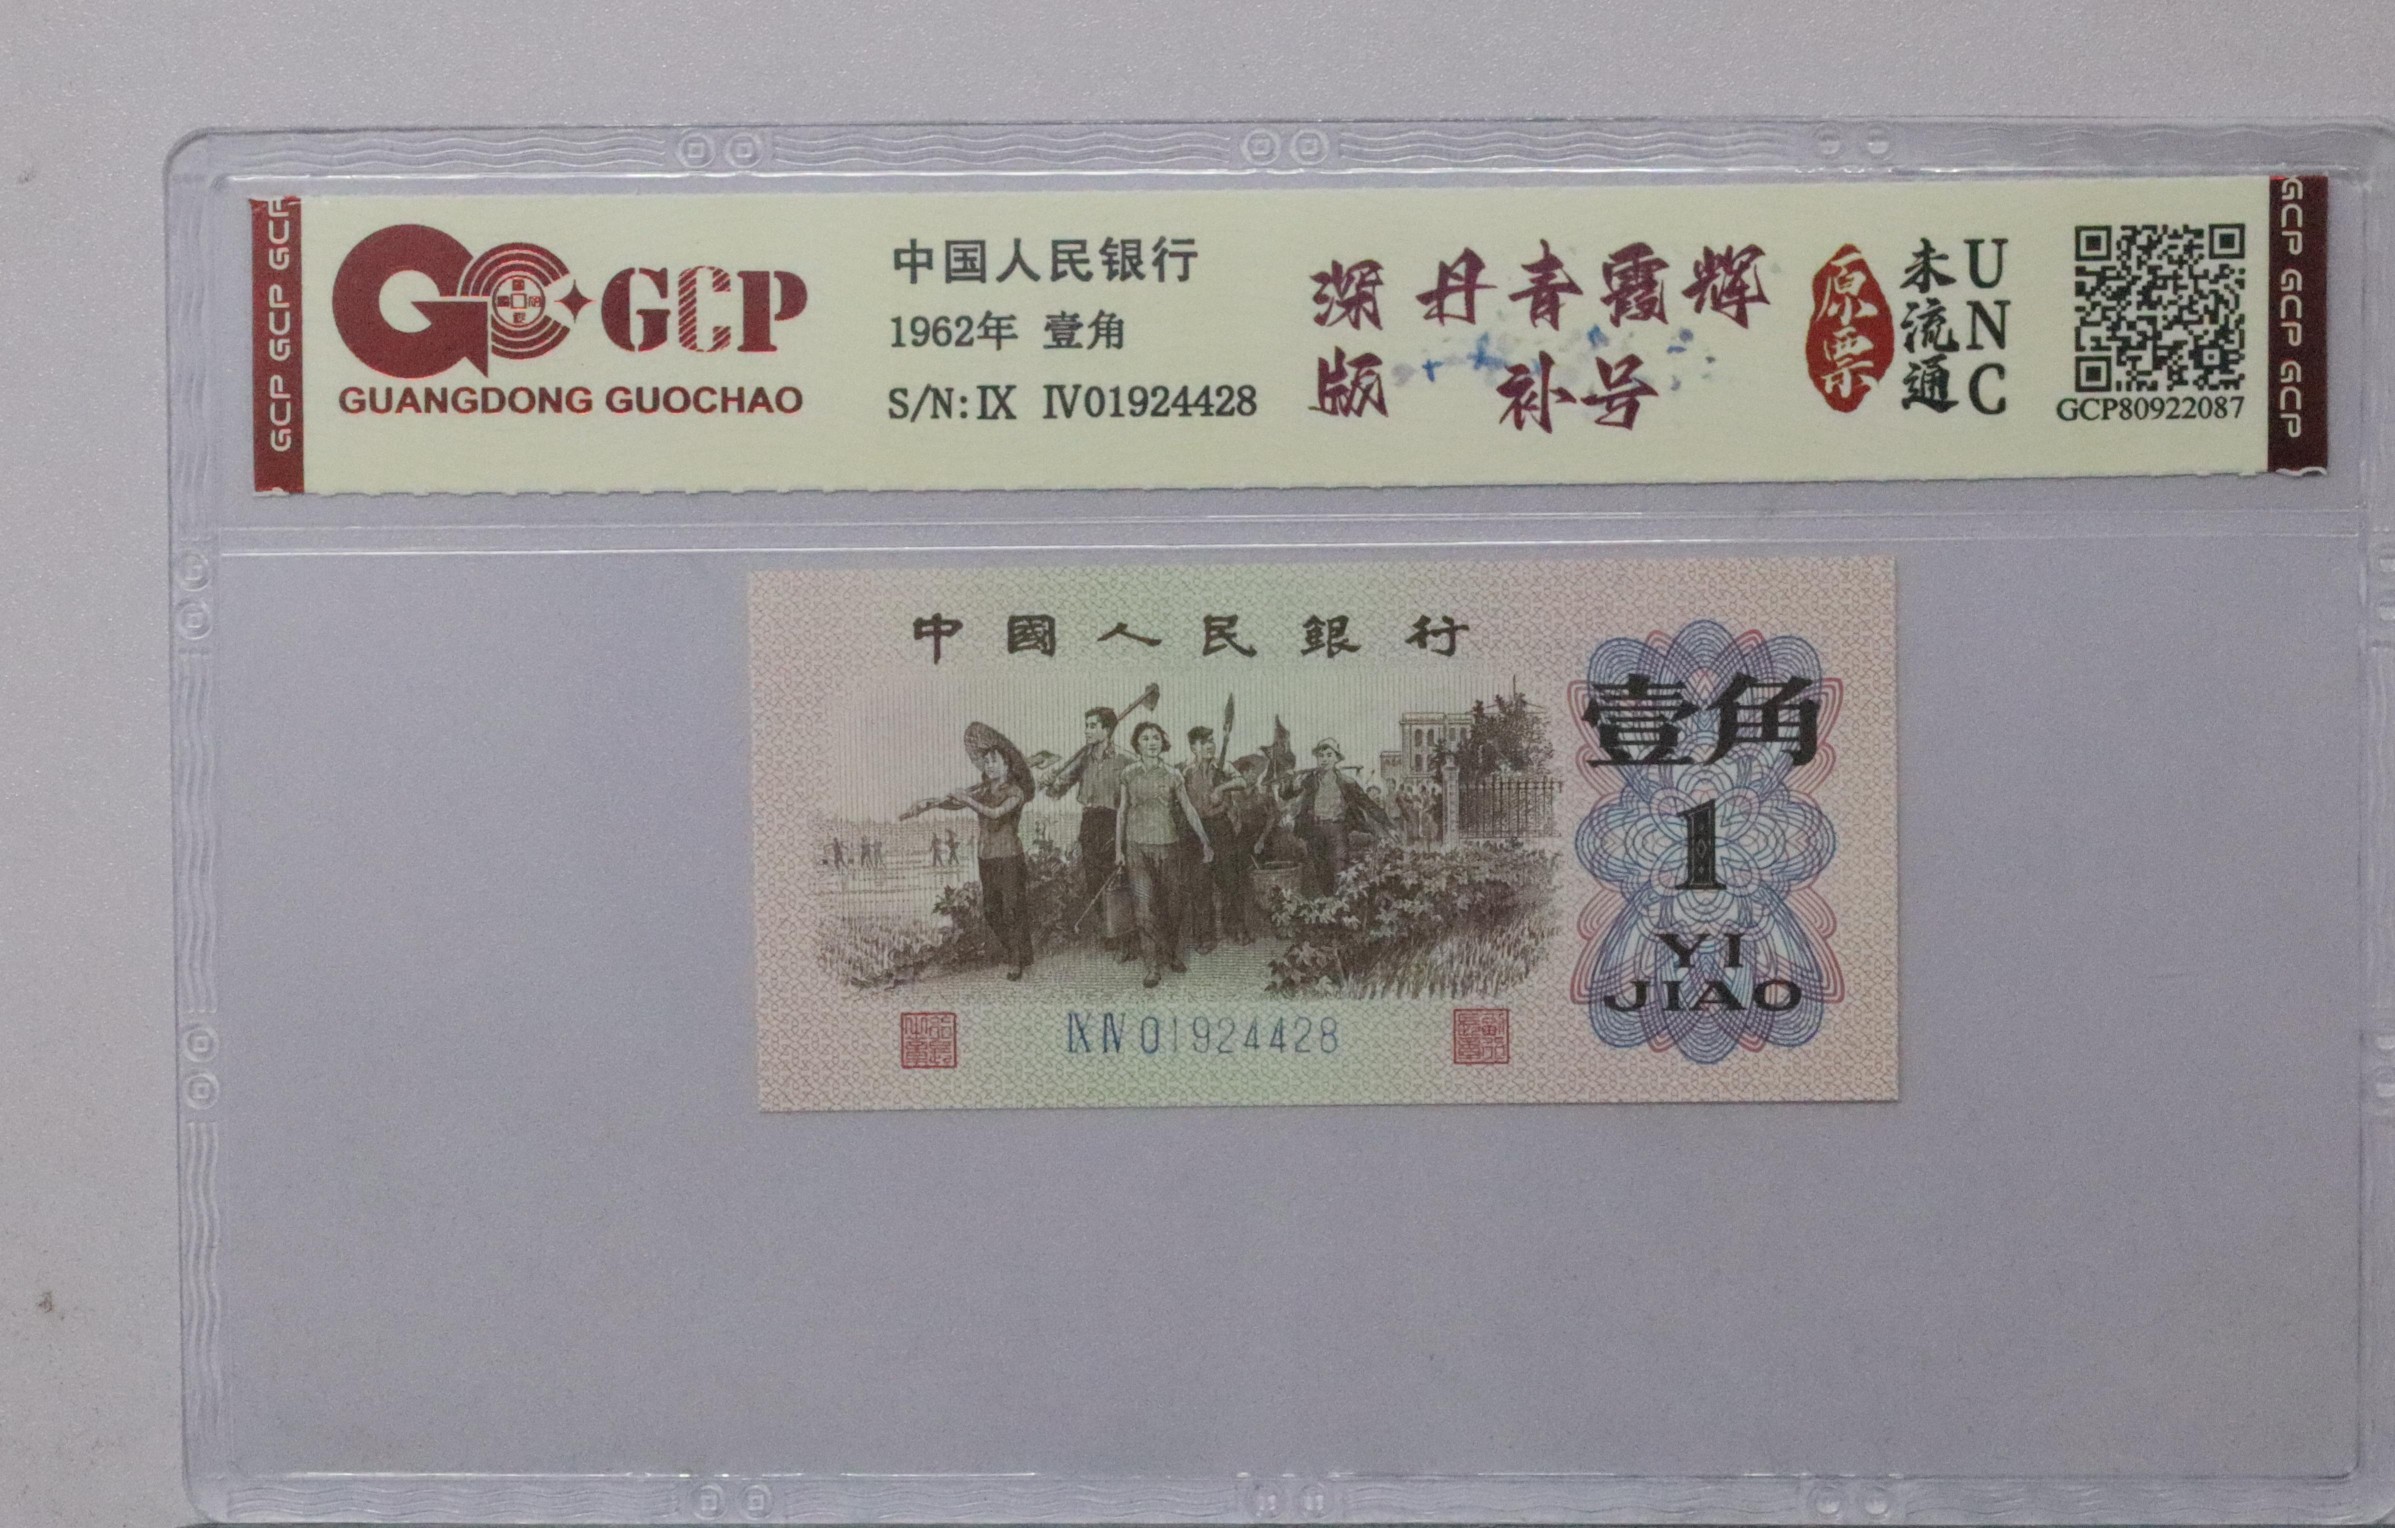 GCP GCP GCP
GCP
GUANGDONG GUOCHAO
中国人民银行
1962年 壹角
S/N: IX IV01924428
深丹青霞辉
版 补号
原票
未流通
UNC
GCP80922087
GCP GCP GCP
中國人民銀行
壹角
1
YI
JIAO
IX IV 01924428